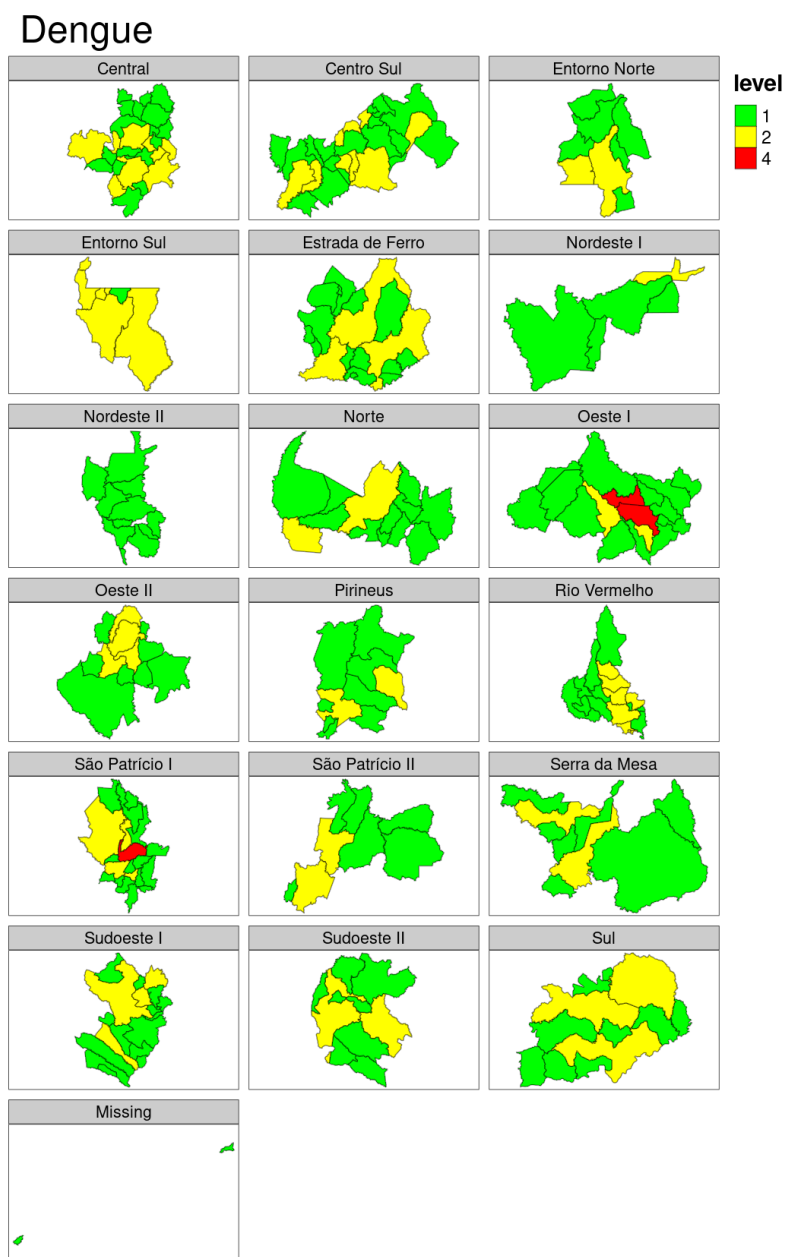 Dengue
Central
Centro Sul
Entorno Norte
level
1
2
4
Entorno Sul
Estrada de Ferro
Nordeste I
Nordeste II
Norte
Oeste I
Oeste II
Pirineus
Rio Vermelho
São Patrício I
São Patrício II
Serra da Mesa
Sudoeste I
Sudoeste II
Sul
Missing